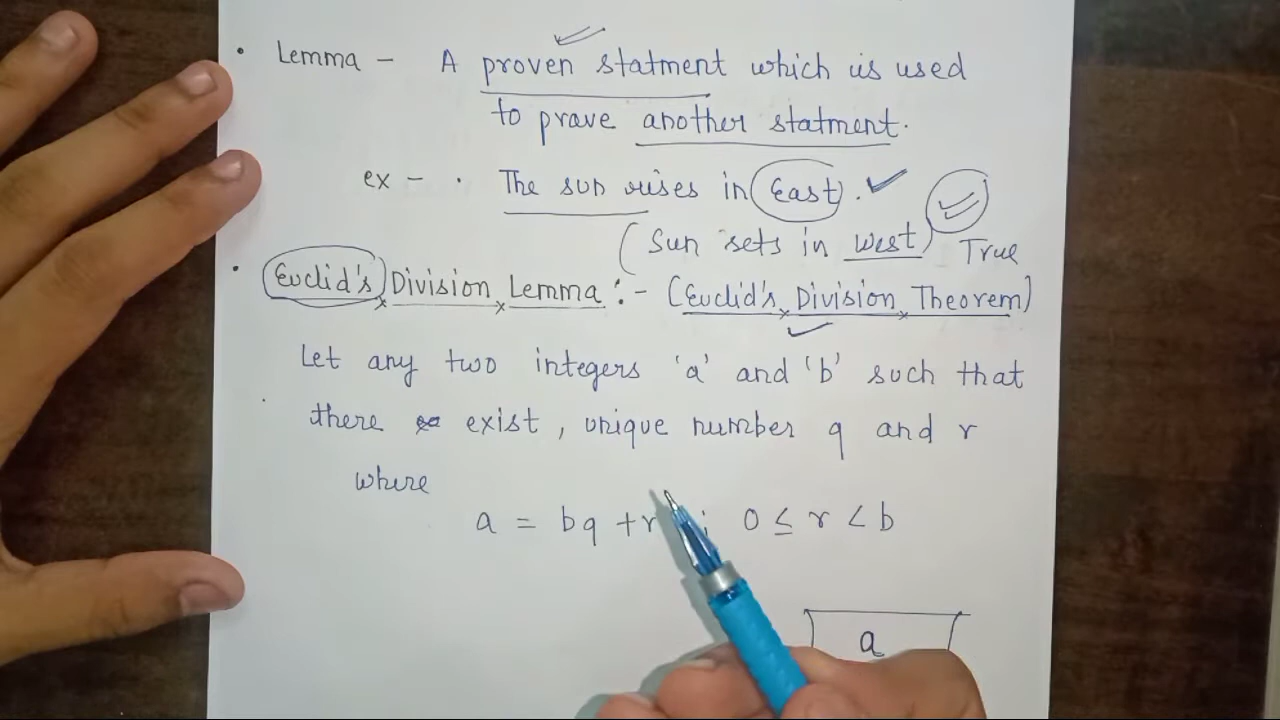 • Lemma - A proven statment which is used
to prave another statment.
ex - · The sun rises in East.
(Sun sets in west) True
• Euclid's Division Lemma :- (Euclid's Division Theorem)
Let any two integers 'a' and 'b' such that
there exist, unique number q and r
where
a = bq + r ; 0 ≤ r < b
a